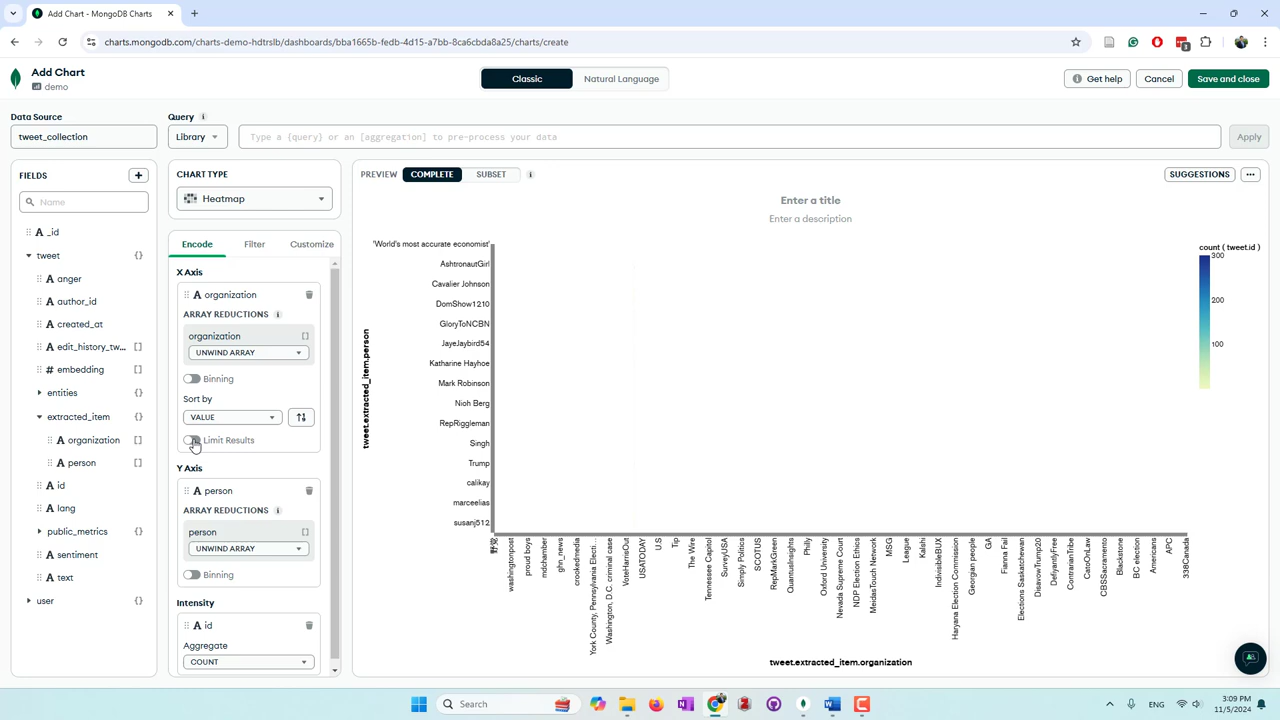 Add Chart - MongoDB Charts
charts.mongodb.com/charts-demo-hdtrslb/dashboards/bba1665b-fedb-4d15-a7bb-8ca6cbda8a25/charts/create
3
Add Chart
demo
Classic
Natural Language
Get help
Cancel
Save and close
Data Source
Query
tweet_collection
Library
Type a {query} or an [aggregation] to pre-process your data
Apply
FIELDS
Name
_id
tweet
anger
author_id
created_at
edit_history_tw...
embedding
entities
extracted_item
organization
person
id
lang
public_metrics
sentiment
text
user
CHART TYPE
Heatmap
Encode
Filter
Customize
X Axis
organization
ARRAY REDUCTIONS
organization
UNWIND ARRAY
Binning
Sort by
VALUE
Limit Results
Y Axis
person
ARRAY REDUCTIONS
person
UNWIND ARRAY
Binning
Intensity
id
Aggregate
COUNT
PREVIEW
COMPLETE
SUBSET
SUGGESTIONS
Enter a title
Enter a description
tweet.extracted_item.person
'World's most accurate economist'
AshtronautGirl
Cavalier Johnson
DomShow1210
GloryToNCBN
JayeJaybird54
Katharine Hayhoe
Mark Robinson
Nioh Berg
RepRiggleman
Singh
Trump
calikay
marceelias
susanj512
washingtonpost
proud boys
mdchamber
ghn_news
crookedmedia
York County, Pennsylvania Electi...
Washington, D.C. criminal case
VoteHarrisOut
USATODAY
U.S
Tip
The Wire
Tennessee Capitol
SurveyUSA
Simply Politics
SCOTUS
RepMarkGreen
QuantusInsights
Philly
Oxford University
Nevada Supreme Court
NDP Election Ethics
MeidasTouch Network
MSG
League
Kalshi
IndivisibleBUX
Haryana Election Commission
Georgian people
GA
Fianna Fail
Elections Saskatchewan
DisavowTrump20
DefiyantlyFree
ContrarianTribe
CatoOnLaw
CBSSacramento
Blackstone
BC election
Americans
APC
338Canada
tweet.extracted_item.organization
count ( tweet.id )
300
200
100
Search
ENG
3:09 PM
11/5/2024